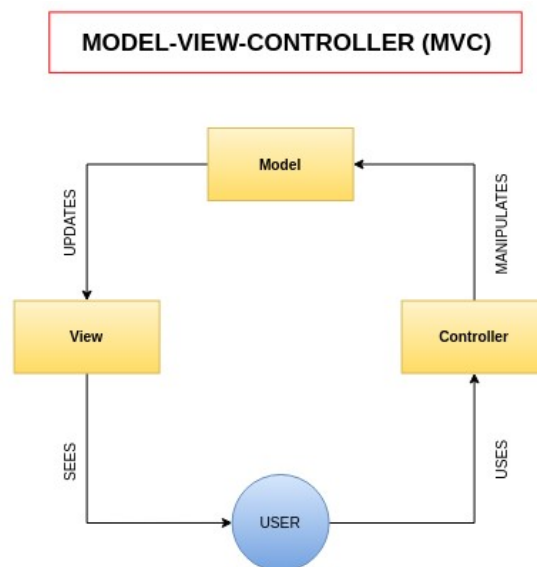 MODEL-VIEW-CONTROLLER (MVC)
Model
UPDATES
MANIPULATES
View
Controller
SEES
USES
USER